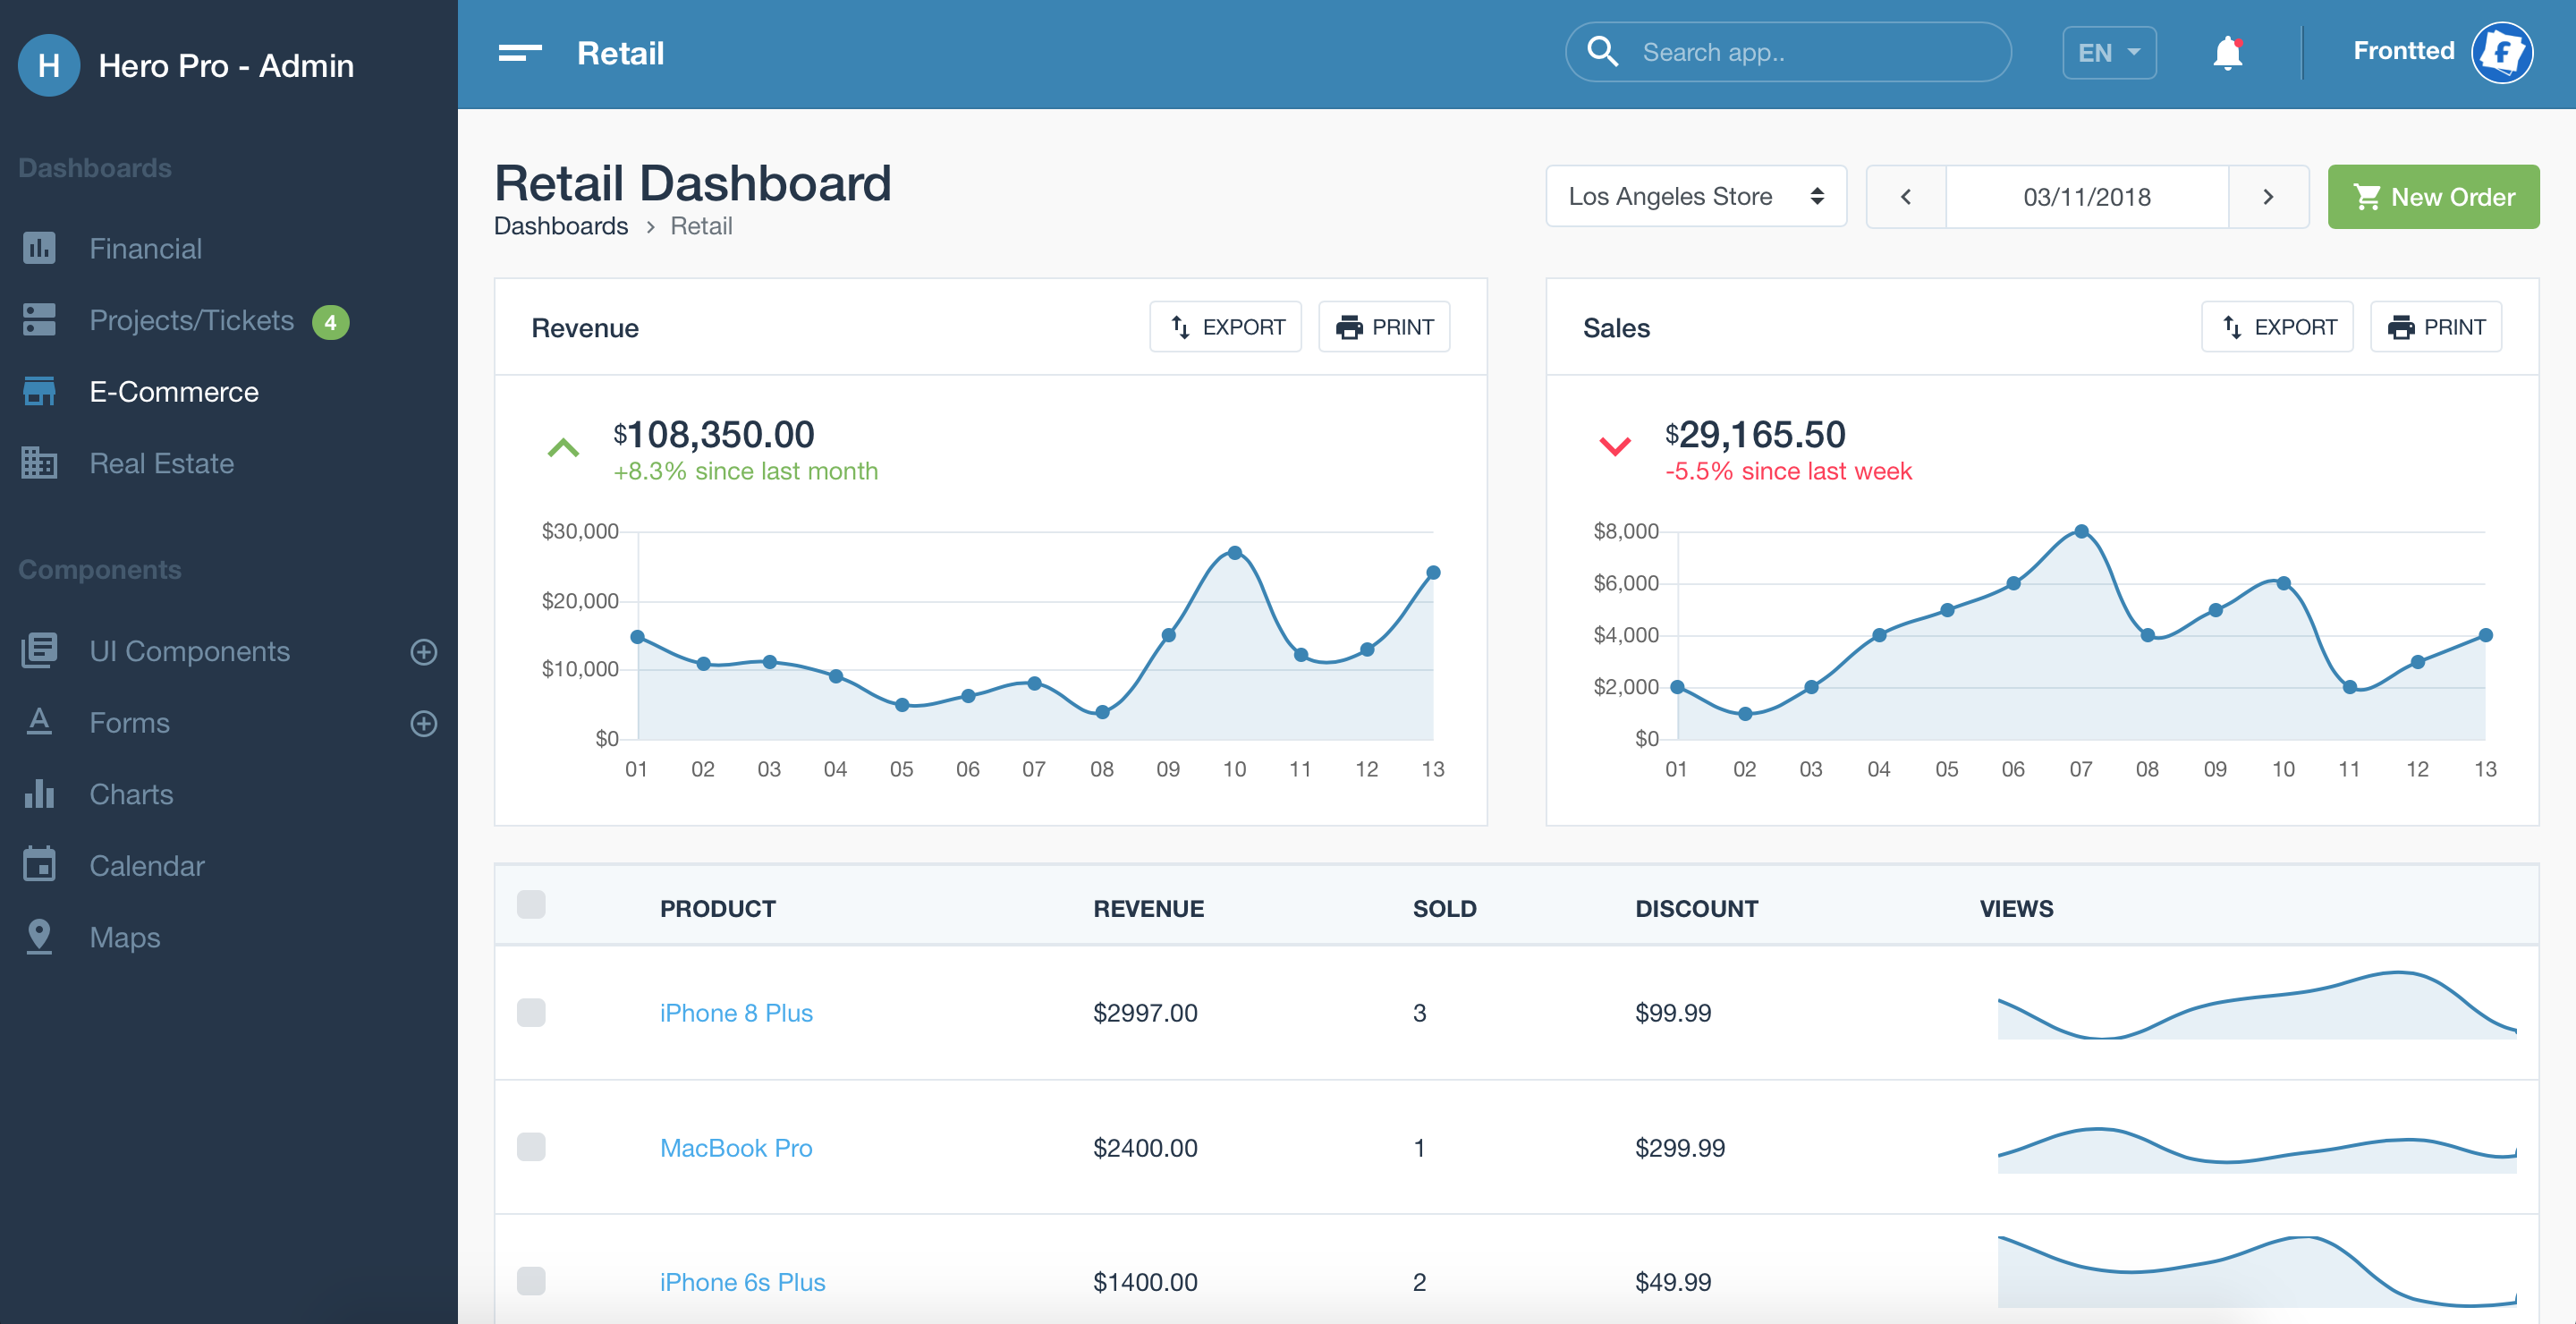 H Hero Pro - Admin
Dashboards
Financial
Projects/Tickets 4
E-Commerce
Real Estate
Components
UI Components
Forms
Charts
Calendar
Maps
Retail
Search app..
EN
Frontted
Retail Dashboard
Dashboards › Retail
Los Angeles Store
03/11/2018
New Order
Revenue
EXPORT
PRINT
$108,350.00
+8.3% since last month
$30,000
$20,000
$10,000
$0
01 02 03 04 05 06 07 08 09 10 11 12 13
Sales
EXPORT
PRINT
$29,165.50
-5.5% since last week
$8,000
$6,000
$4,000
$2,000
$0
01 02 03 04 05 06 07 08 09 10 11 12 13
PRODUCT REVENUE SOLD DISCOUNT VIEWS
iPhone 8 Plus $2997.00 3 $99.99
MacBook Pro $2400.00 1 $299.99
iPhone 6s Plus $1400.00 2 $49.99